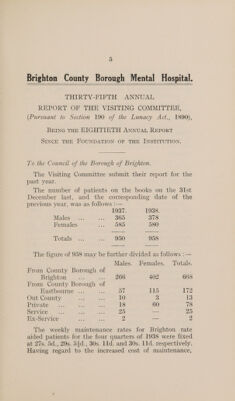 5
Brighton County Borough Mental Hospital.
THIRTY-FIFTH ANNUAL
REPORT OF THE VISITING COMMITTEE,
(Pursuant to Section 190 of the Lunacy Act., 1890),
BEING THE EIGHTIETH ANNUAL REPORT
SINCE THE FOUNDATION OF THE INSTITUTION.
To the Council of the Borough of Brighton.
The Visiting Committee submit their report for the
past year.
The number of patients on the books on the 31st
December last, and the corresponding date of the
previous year, was as follows :—
1937. 1938.
Males ... ... 365 378
Females ... 585 580
Totals ... ... 950 958
The figure of 958 may be further divided as follows :—
Males. Females. Totals.
From County Borough of
Brighton ... ... 266 402 668
From County Borough of
Eastbourne ... ... 57 115 172
Out County ... ... 10 3 13
Private ... ... ... 18 60 78
Service ... ... ... 25 — 25
Ex-Service ... ... 2 — 2
The weekly maintenance rates for Brighton rate
aided patients for the four quarters of 1938 were fixed
at 27s. 5d., 29s. 5½d., 30s. 11d. and 30s. 11d. respectively.
Having regard to the increased cost of maintenance,